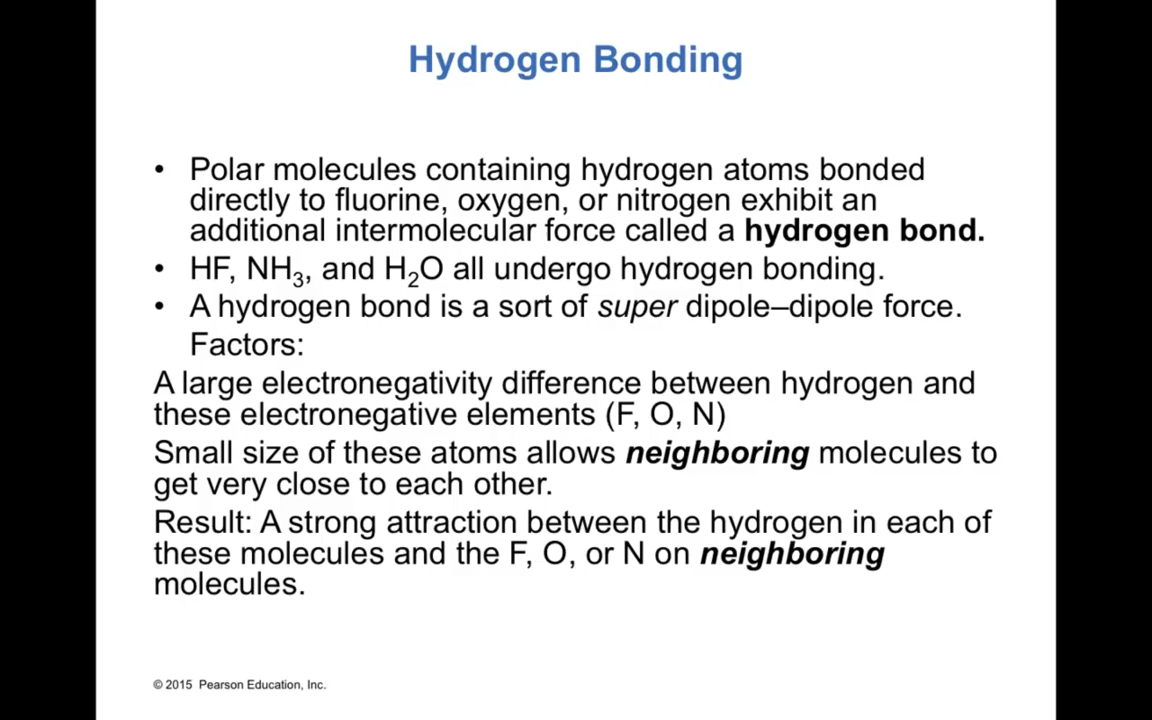 Hydrogen Bonding
• Polar molecules containing hydrogen atoms bonded
directly to fluorine, oxygen, or nitrogen exhibit an
additional intermolecular force called a hydrogen bond.
• HF, NH₃, and H₂O all undergo hydrogen bonding.
• A hydrogen bond is a sort of super dipole–dipole force.
Factors:
A large electronegativity difference between hydrogen and
these electronegative elements (F, O, N)
Small size of these atoms allows neighboring molecules to
get very close to each other.
Result: A strong attraction between the hydrogen in each of
these molecules and the F, O, or N on neighboring
molecules.
© 2015 Pearson Education, Inc.